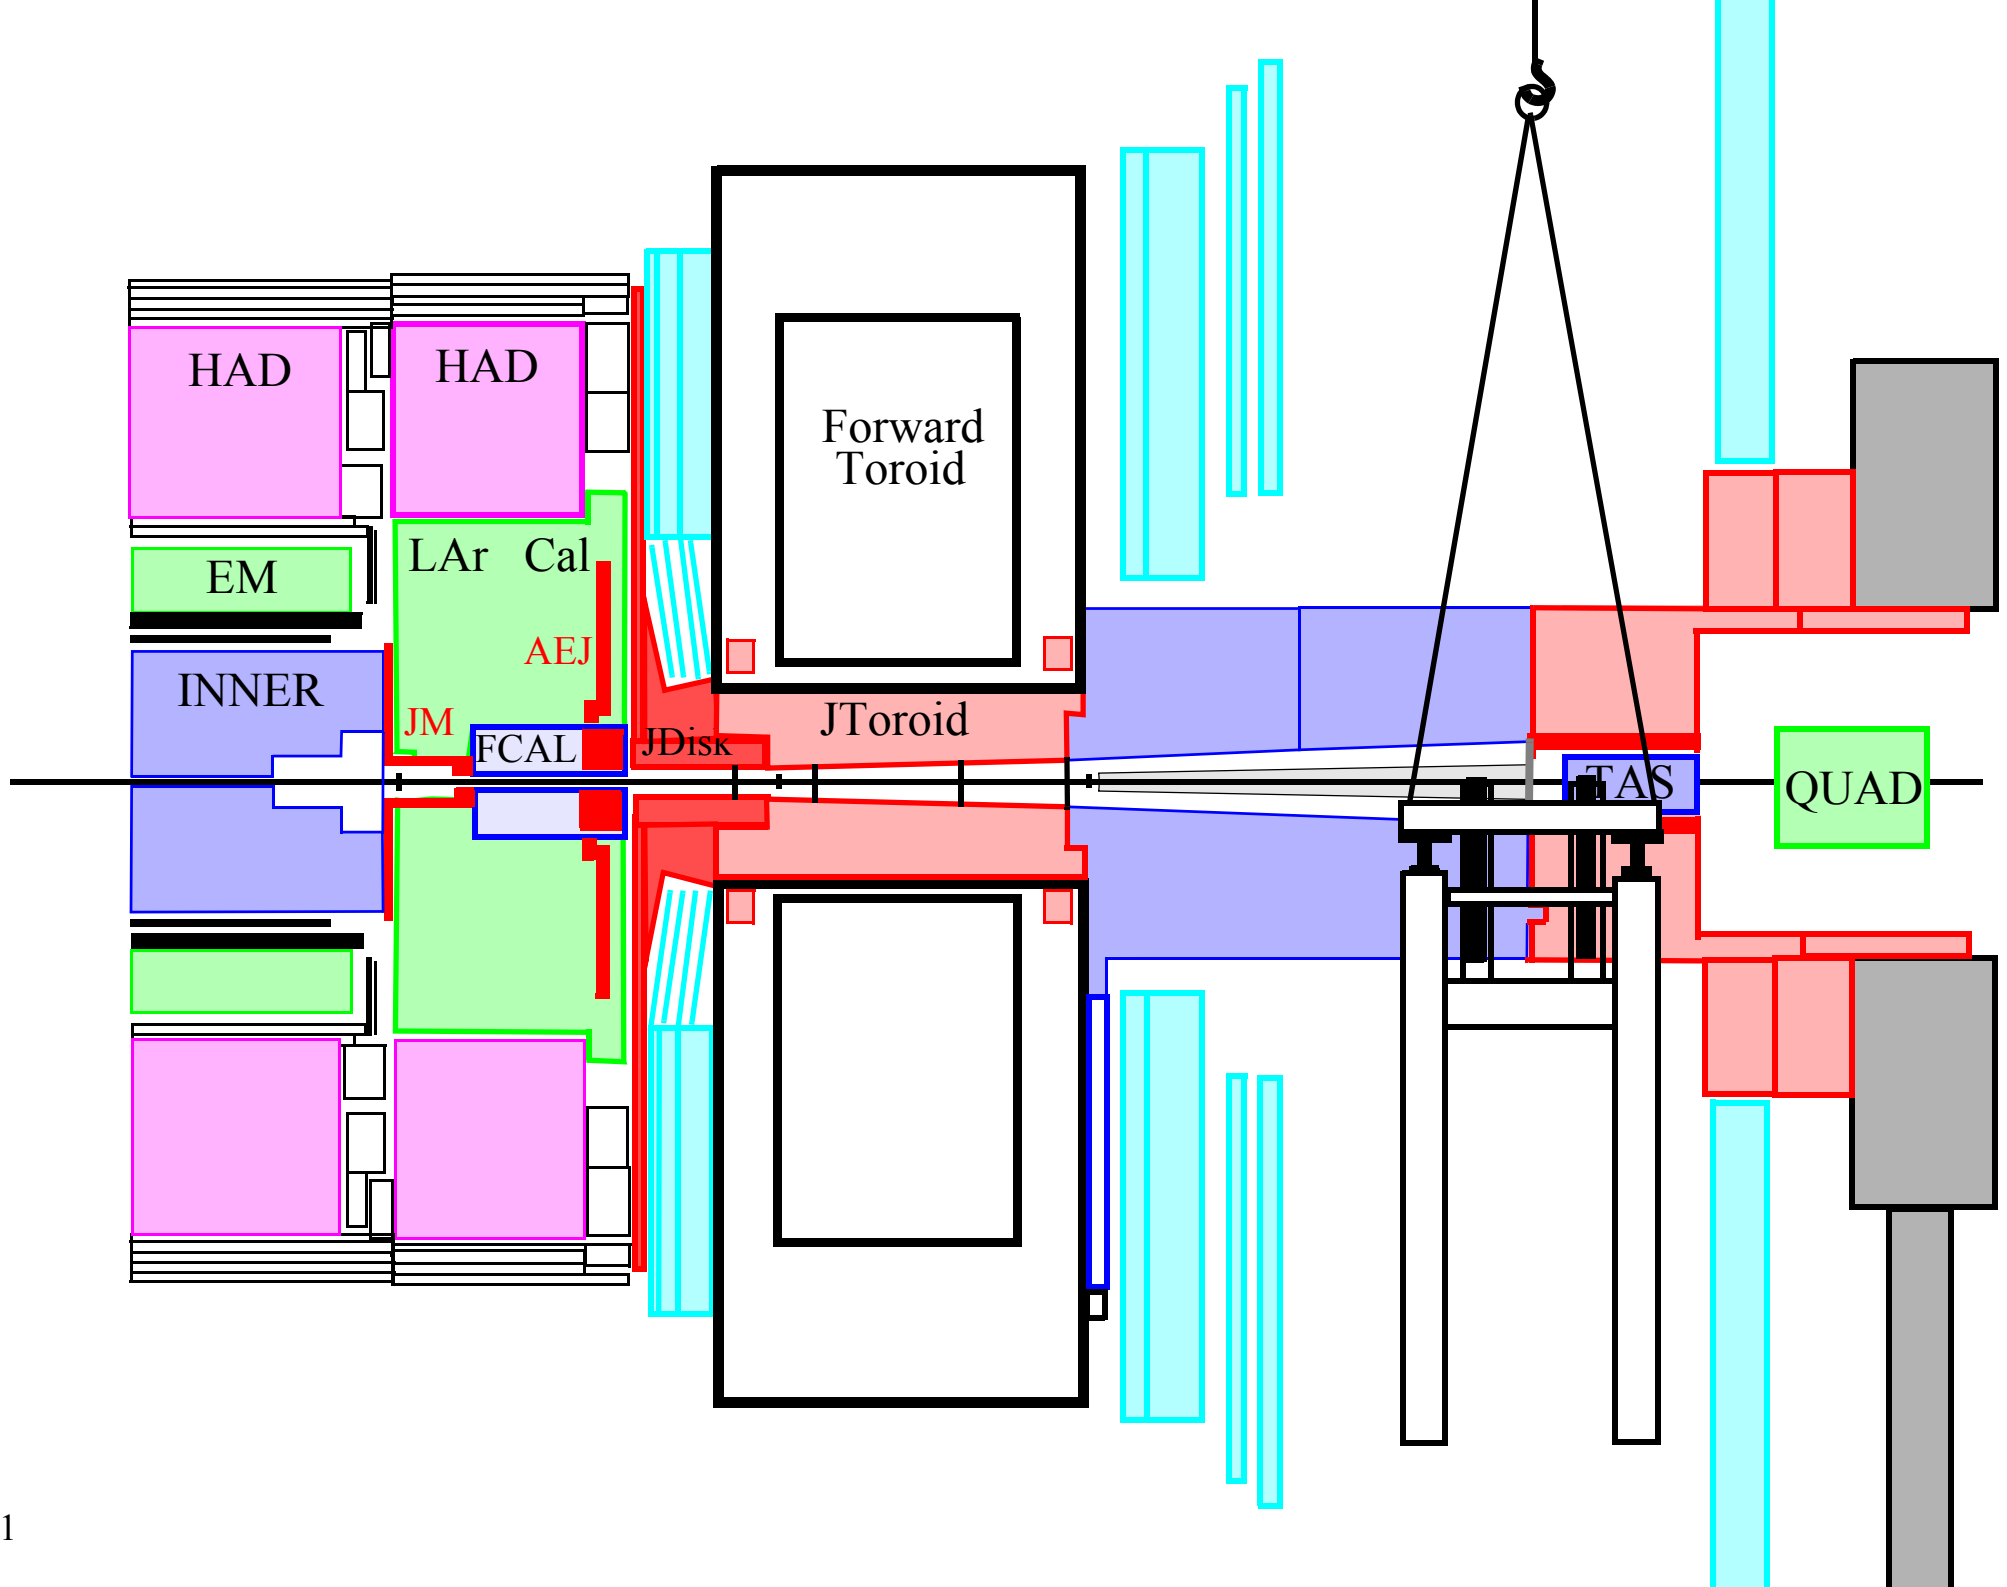 HAD
HAD
Forward
Toroid
LAr Cal
EM
AEJ
INNER
JM
FCAL
JDisk
JToroid
TAS
QUAD
1